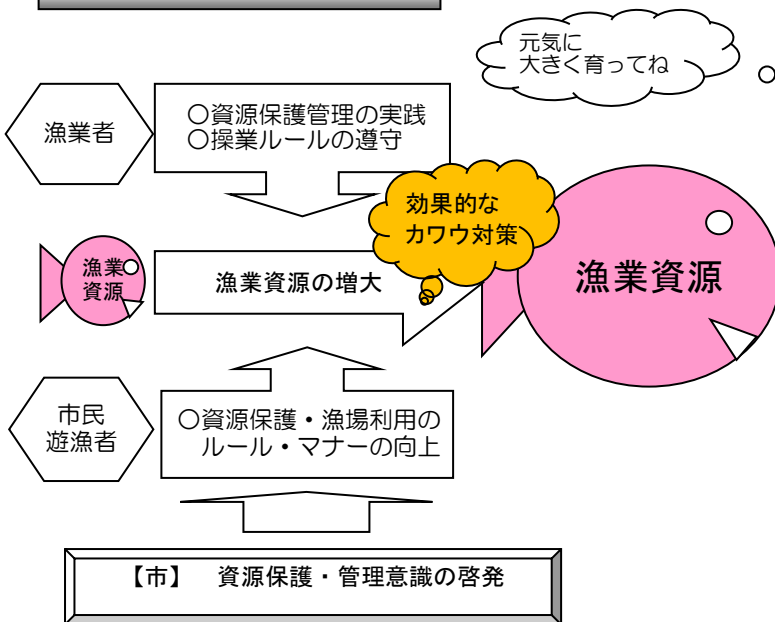 元気に
大きく育ってね
漁業者
〇資源保護管理の実践
〇操業ルールの遵守
効果的な
カワウ対策
漁業
資源
漁業資源の増大
漁業資源
市民
遊漁者
〇資源保護・漁場利用の
ルール・マナーの向上
【市】 資源保護・管理意識の啓発